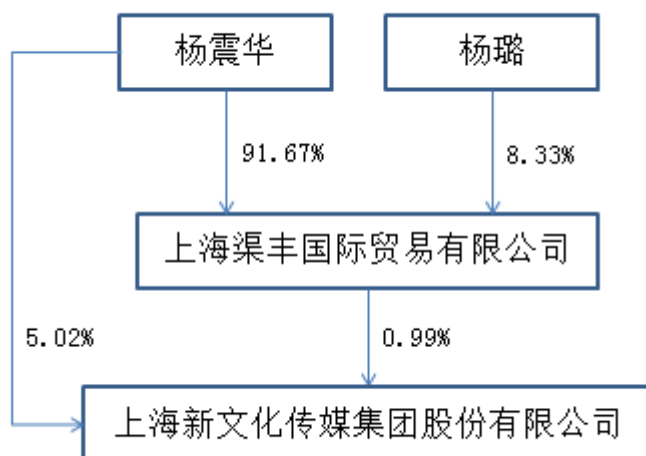 杨震华
杨璐
91.67%
8.33%
上海渠丰国际贸易有限公司
5.02%
0.99%
上海新文化传媒集团股份有限公司